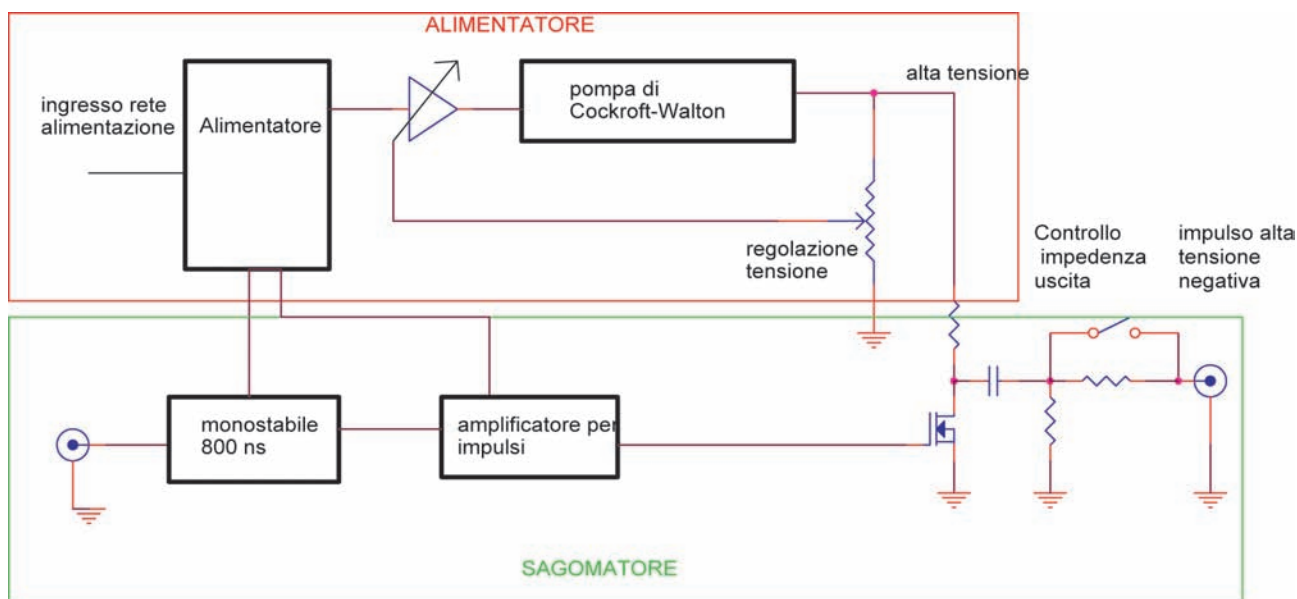 ALIMENTATORE
ingresso rete
alimentazione
Alimentatore
pompa di
Cockroft-Walton
alta tensione
regolazione
tensione
Controllo
impedenza
uscita
impulso alta
tensione
negativa
monostabile
800 ns
amplificatore per
impulsi
SAGOMATORE